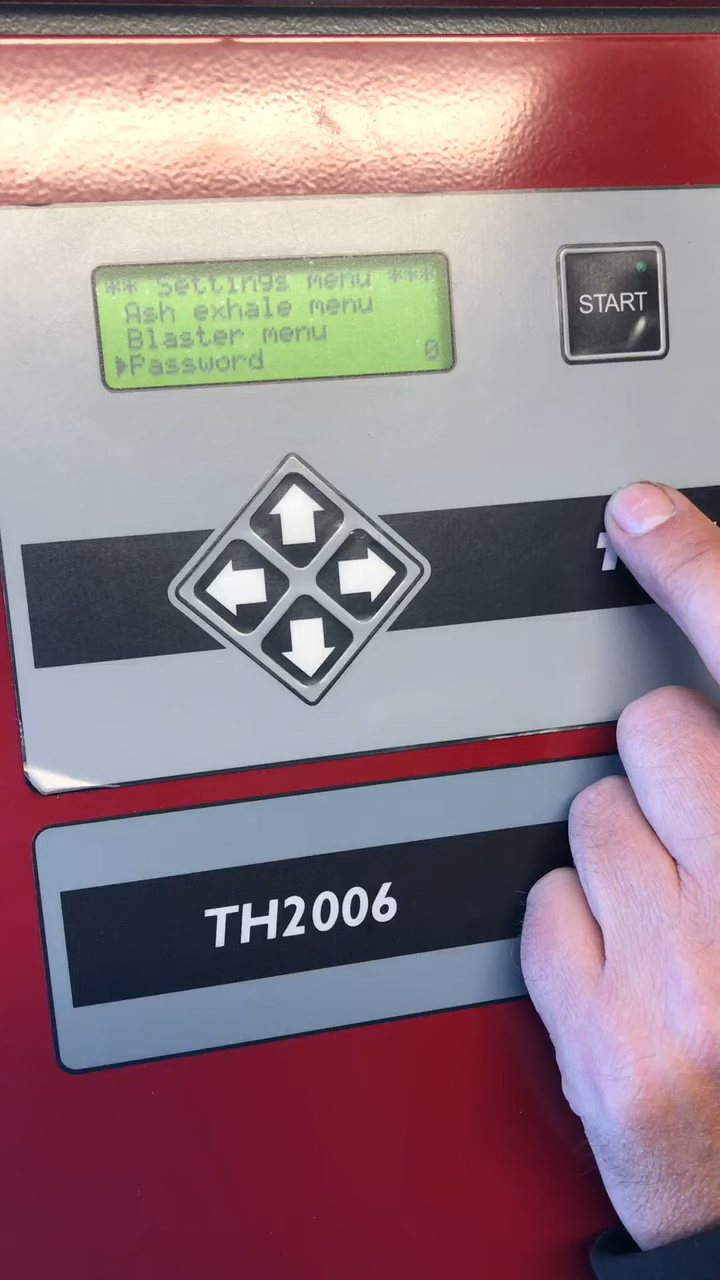 ** Settings menu ***
Ash exhale menu
Blaster menu
Password 0
START
TH2006